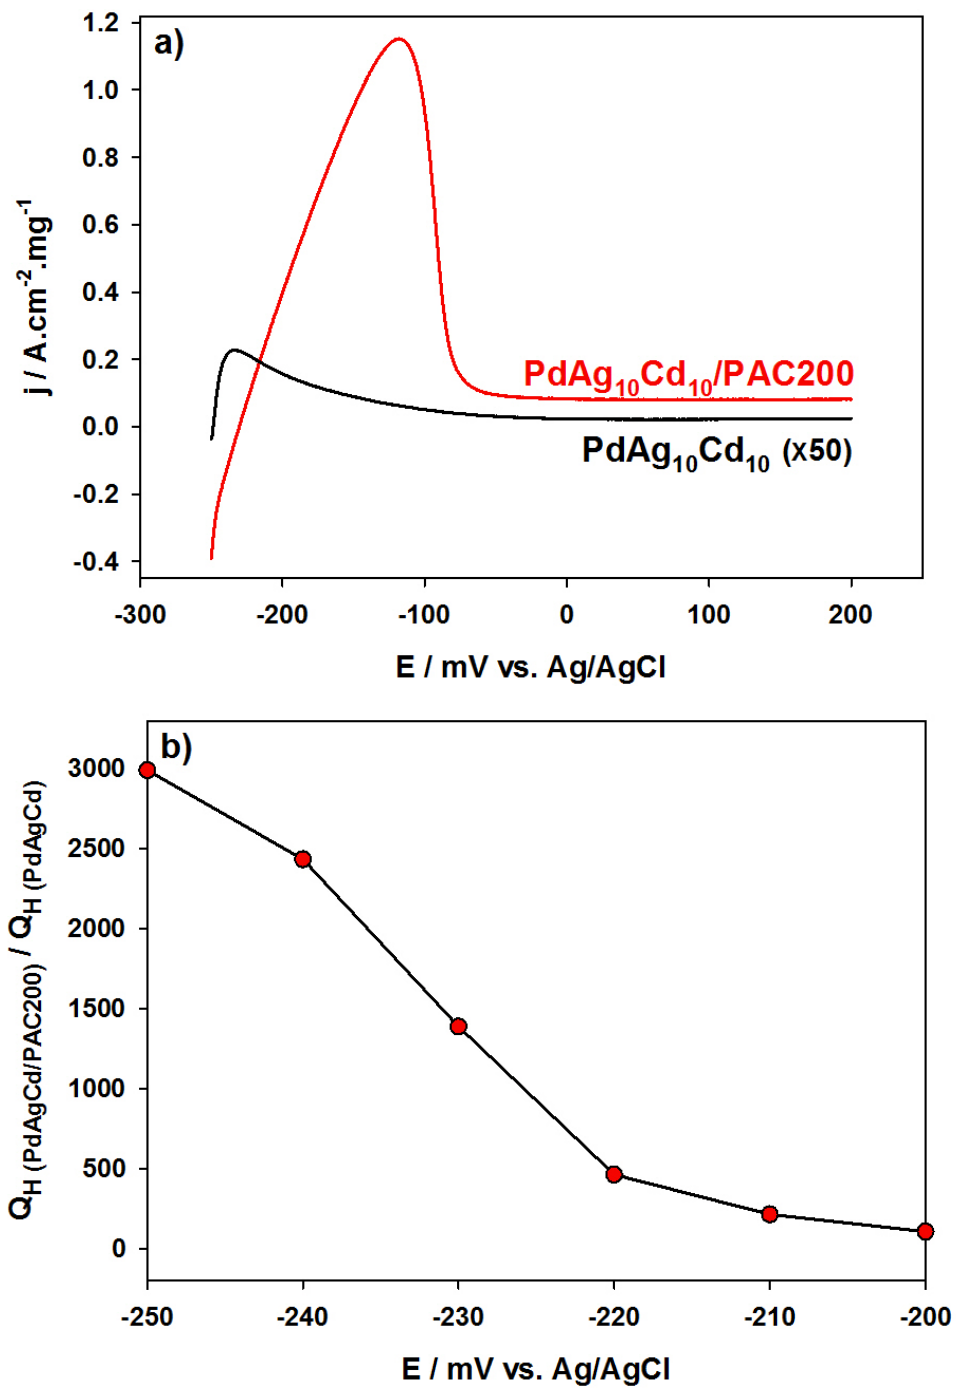 a)
1.2
1.0
0.8
0.6
0.4
0.2
0.0
-0.2
-0.4
j / A.cm⁻².mg⁻¹
PdAg₁₀Cd₁₀/PAC200
PdAg₁₀Cd₁₀ (x50)
-300 -200 -100 0 100 200
E / mV vs. Ag/AgCl
b)
3000
2500
2000
1500
1000
500
0
Q_H (PdAgCd/PAC200) / Q_H (PdAgCd)
-250 -240 -230 -220 -210 -200
E / mV vs. Ag/AgCl